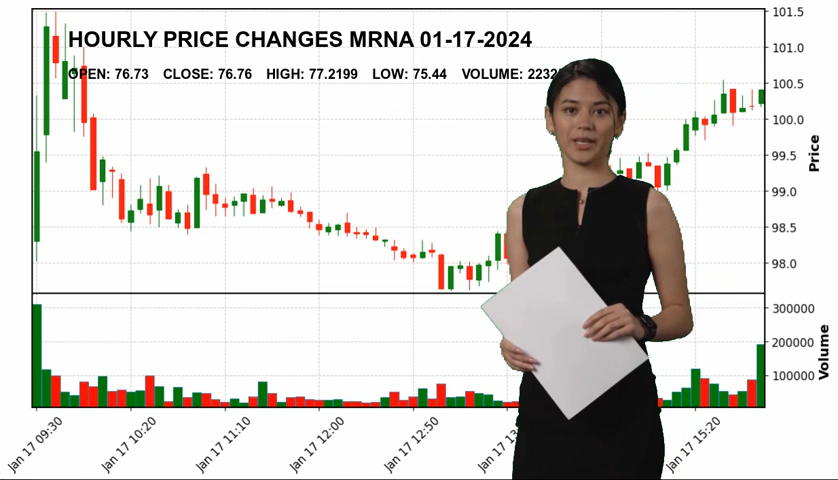 HOURLY PRICE CHANGES MRNA 01-17-2024
OPEN: 76.73 CLOSE: 76.76 HIGH: 77.2199 LOW: 75.44 VOLUME:
101.5
101.0
100.5
100.0
99.5
99.0
98.5
98.0
Price
300000
200000
100000
Volume
Jan 17 09:30
Jan 17 10:20
Jan 17 11:10
Jan 17 12:00
Jan 17 12:50
Jan 17
Jan 17 15:20